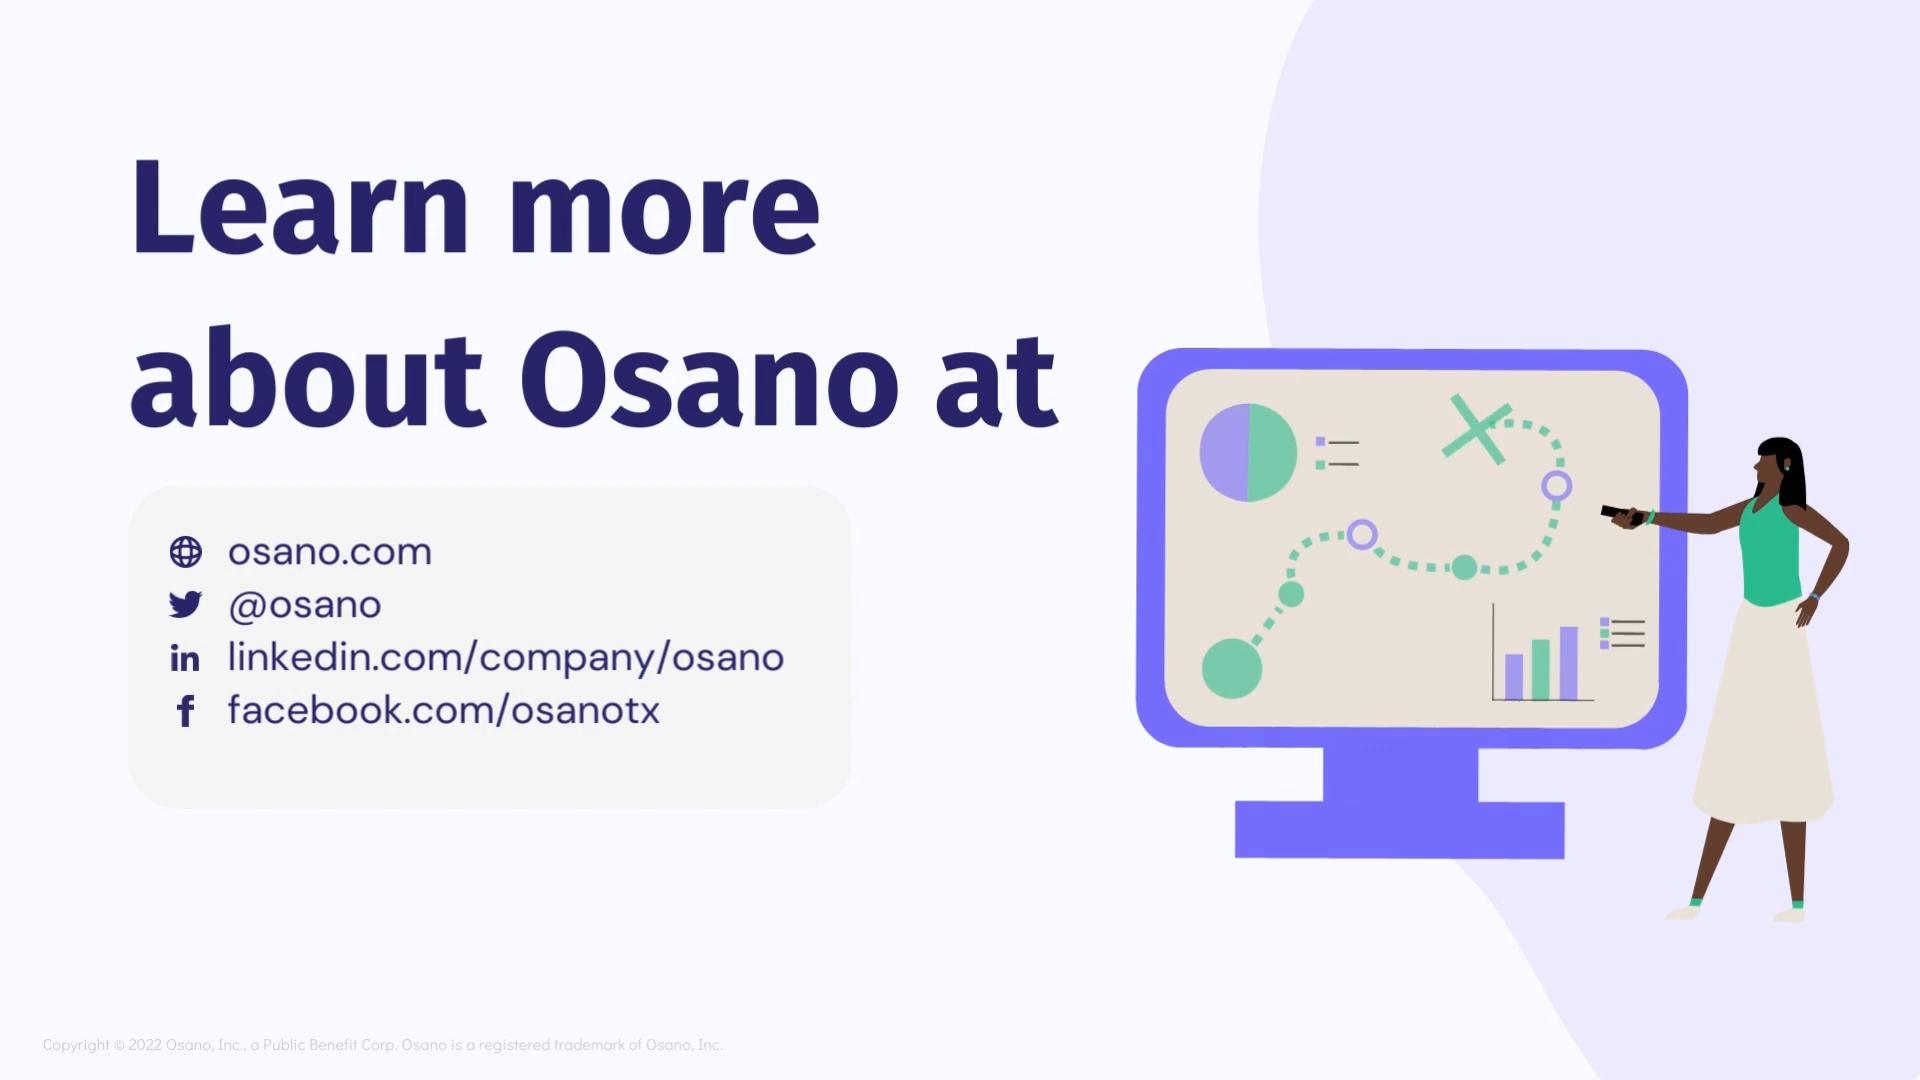 Learn more
about Osano at
osano.com
@osano
linkedin.com/company/osano
facebook.com/osanotx
Copyright © 2022 Osano, Inc., a Public Benefit Corp. Osano is a registered trademark of Osano, Inc.